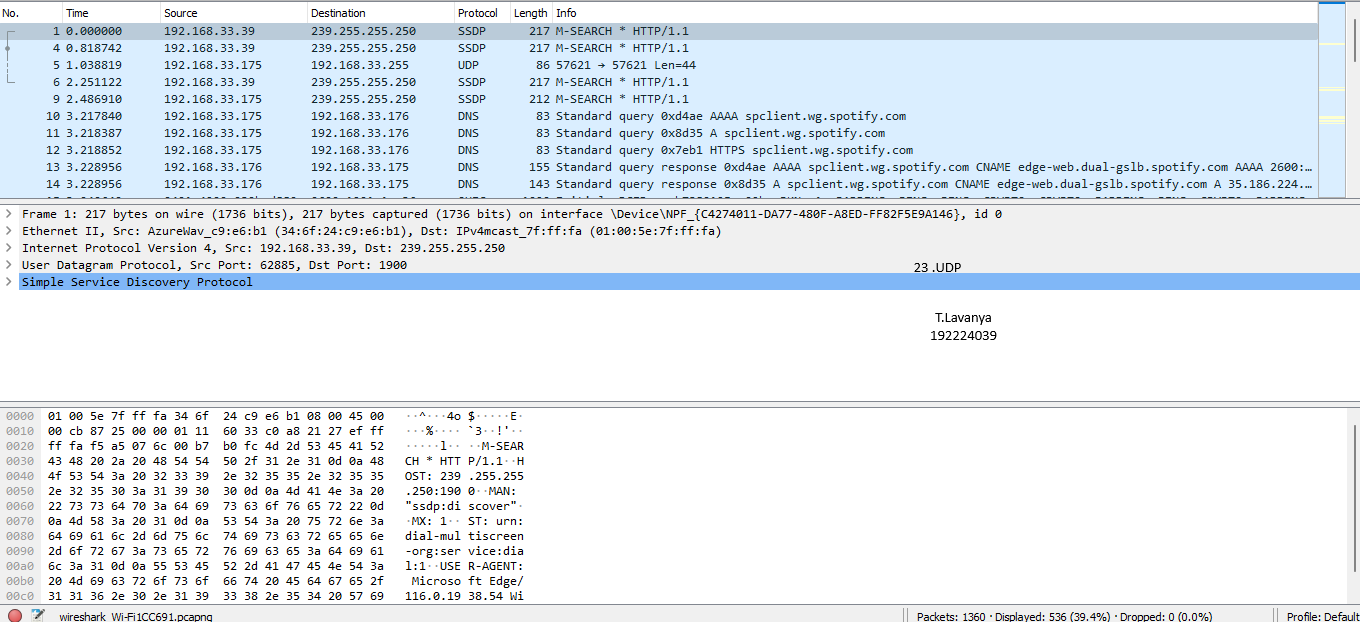 No. Time Source Destination Protocol Length Info
1 0.000000 192.168.33.39 239.255.255.250 SSDP 217 M-SEARCH * HTTP/1.1
4 0.818742 192.168.33.39 239.255.255.250 SSDP 217 M-SEARCH * HTTP/1.1
5 1.038819 192.168.33.175 192.168.33.255 UDP 86 57621 → 57621 Len=44
6 2.251122 192.168.33.39 239.255.255.250 SSDP 217 M-SEARCH * HTTP/1.1
9 2.486910 192.168.33.175 239.255.255.250 SSDP 212 M-SEARCH * HTTP/1.1
10 3.217840 192.168.33.175 192.168.33.176 DNS 83 Standard query 0xd4ae AAAA spclient.wg.spotify.com
11 3.218387 192.168.33.175 192.168.33.176 DNS 83 Standard query 0x8d35 A spclient.wg.spotify.com
12 3.218852 192.168.33.175 192.168.33.176 DNS 83 Standard query 0x7eb1 HTTPS spclient.wg.spotify.com
13 3.228956 192.168.33.176 192.168.33.175 DNS 155 Standard query response 0xd4ae AAAA spclient.wg.spotify.com CNAME edge-web.dual-gslb.spotify.com AAAA 2600:…
14 3.228956 192.168.33.176 192.168.33.175 DNS 143 Standard query response 0x8d35 A spclient.wg.spotify.com CNAME edge-web.dual-gslb.spotify.com A 35.186.224.…
Frame 1: 217 bytes on wire (1736 bits), 217 bytes captured (1736 bits) on interface \Device\NPF_{C4274011-DA77-480F-A8ED-FF82F5E9A146}, id 0
Ethernet II, Src: AzureWav_c9:e6:b1 (34:6f:24:c9:e6:b1), Dst: IPv4mcast_7f:ff:fa (01:00:5e:7f:ff:fa)
Internet Protocol Version 4, Src: 192.168.33.39, Dst: 239.255.255.250
User Datagram Protocol, Src Port: 62885, Dst Port: 1900
23 .UDP
Simple Service Discovery Protocol
T.Lavanya
192224039
0000 01 00 5e 7f ff fa 34 6f 24 c9 e6 b1 08 00 45 00 ··^···4o $·····E·
0010 00 cb 87 25 00 00 01 11 60 33 c0 a8 21 27 ef ff ···%···· `3··!'··
0020 ff fa f5 a5 07 6c 00 b7 b0 fc 4d 2d 53 45 41 52 ·····l·· ··M-SEAR
0030 43 48 20 2a 20 48 54 54 50 2f 31 2e 31 0d 0a 48 CH * HTT P/1.1··H
0040 4f 53 54 3a 20 32 33 39 2e 32 35 35 2e 32 35 35 OST: 239 .255.255
0050 2e 32 35 30 3a 31 39 30 30 0d 0a 4d 41 4e 3a 20 .250:190 0··MAN:
0060 22 73 73 64 70 3a 64 69 73 63 6f 76 65 72 22 0d "ssdp:di scover"·
0070 0a 4d 58 3a 20 31 0d 0a 53 54 3a 20 75 72 6e 3a ·MX: 1·· ST: urn:
0080 64 69 61 6c 2d 6d 75 6c 74 69 73 63 72 65 65 6e dial-mul tiscreen
0090 2d 6f 72 67 3a 73 65 72 76 69 63 65 3a 64 69 61 -org:ser vice:dia
00a0 6c 3a 31 0d 0a 55 53 45 52 2d 41 47 45 4e 54 3a l:1··USE R-AGENT:
00b0 20 4d 69 63 72 6f 73 6f 66 74 20 45 64 67 65 2f Microso ft Edge/
00c0 31 31 36 2e 30 2e 31 39 33 38 2e 35 34 20 57 69 116.0.19 38.54 Wi
wireshark_Wi-Fi1CC691.pcapng Packets: 1360 · Displayed: 536 (39.4%) · Dropped: 0 (0.0%) Profile: Default